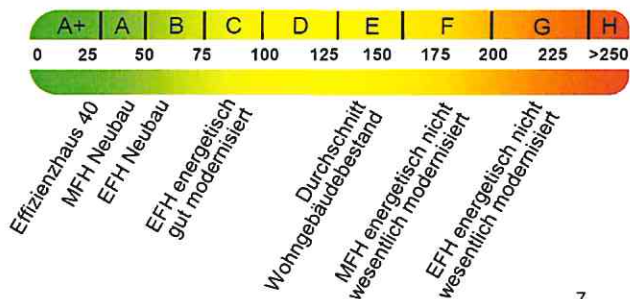 A+ A B C D E F G H
0 25 50 75 100 125 150 175 200 225 >250
Effizienzhaus 40
MFH Neubau
EFH Neubau
EFH energetisch
gut modernisiert
Durchschnitt
Wohngebäudebestand
MFH energetisch nicht
wesentlich modernisiert
EFH energetisch nicht
wesentlich modernisiert
7